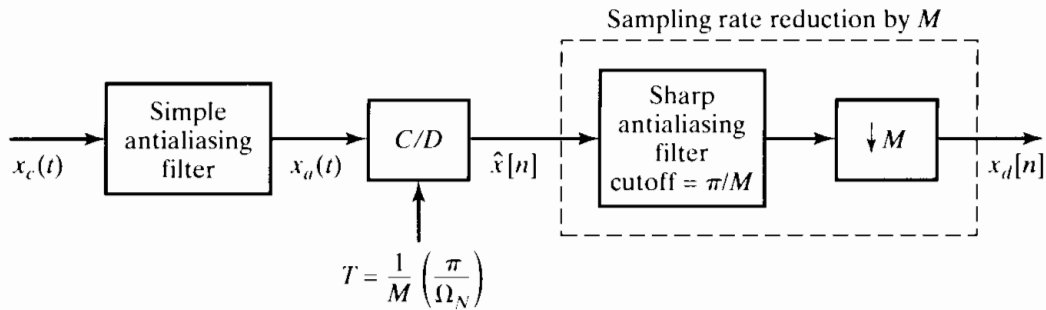 Sampling rate reduction by M
Simple
antialiasing
filter
C/D
Sharp
antialiasing
filter
cutoff = π/M
↓ M
x_c(t)
x_a(t)
x̂[n]
x_d[n]
T = 1/M (π/Ω_N)